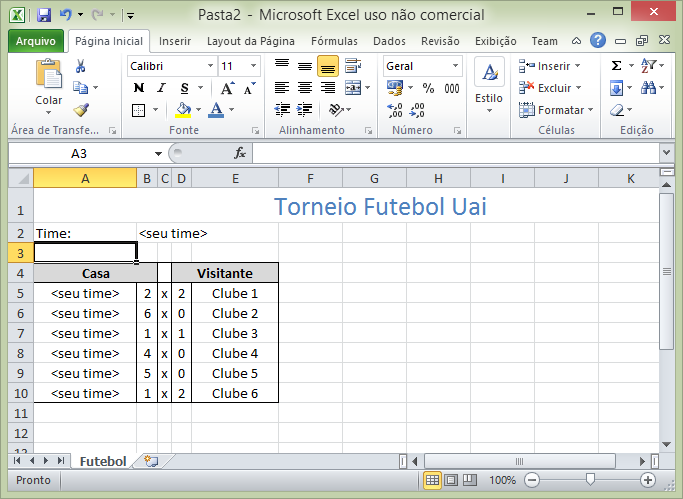 Pasta2 - Microsoft Excel uso não comercial
Arquivo Página Inicial Inserir Layout da Página Fórmulas Dados Revisão Exibição Team
Colar
Calibri 11
N I S
A A
Geral
% 000
Estilo
Inserir
Excluir
Formatar
Σ
Área de Transfe... Fonte Alinhamento Número Células Edição
A3 fx
A B C D E F G H I J K
1 Torneio Futebol Uai
2 Time: <seu time>
3
4 Casa Visitante
5 <seu time> 2 x 2 Clube 1
6 <seu time> 6 x 0 Clube 2
7 <seu time> 1 x 1 Clube 3
8 <seu time> 4 x 0 Clube 4
9 <seu time> 5 x 0 Clube 5
10 <seu time> 1 x 2 Clube 6
11
12
Futebol
Pronto 100%